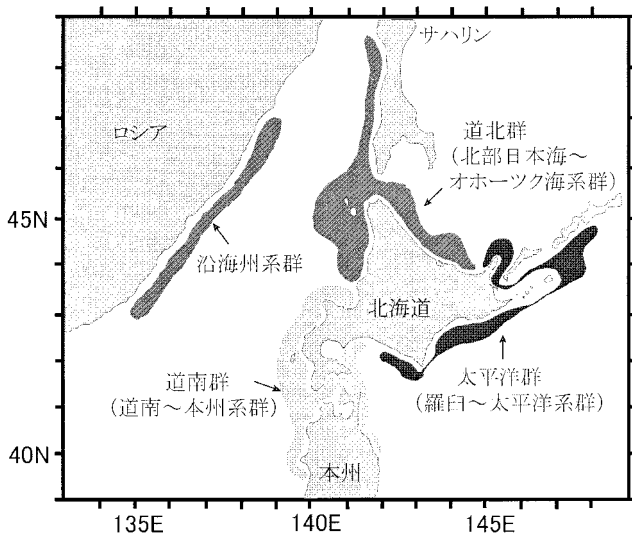 サハリン
ロシア
道北群
(北部日本海～
オホーツク海系群)
45N
沿海州系群
北海道
道南群
(道南～本州系群)
太平洋群
(羅臼～太平洋系群)
40N
本州
135E
140E
145E